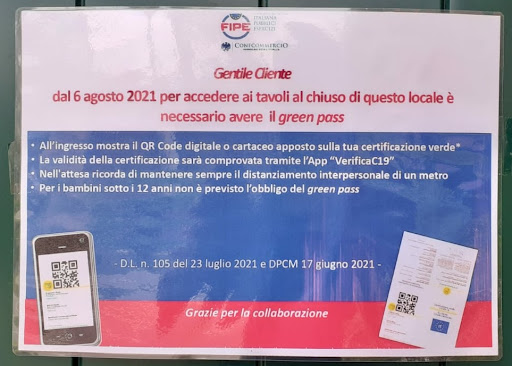 FIPE
ITALIANA
PUBBLICI
ESERCIZI
CONFCOMMERCIO
Gentile Cliente
dal 6 agosto 2021 per accedere ai tavoli al chiuso di questo locale è
necessario avere il green pass
• All'ingresso mostra il QR Code digitale o cartaceo apposto sulla tua certificazione verde*
• La validità della certificazione sarà comprovata tramite l'App "VerificaC19"
• Nell'attesa ricorda di mantenere sempre il distanziamento interpersonale di un metro
• Per i bambini sotto i 12 anni non è previsto l'obbligo del green pass
- D.L. n. 105 del 23 luglio 2021 e DPCM 17 giugno 2021 -
Grazie per la collaborazione